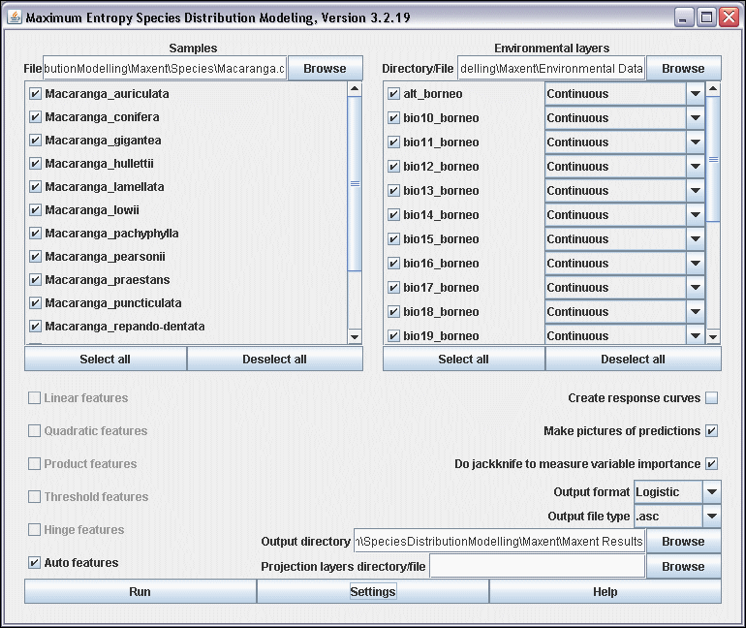 Maximum Entropy Species Distribution Modeling, Version 3.2.19
Samples
File butionModelling\Maxent\Species\Macaranga.c Browse
Macaranga_auriculata
Macaranga_conifera
Macaranga_gigantea
Macaranga_hullettii
Macaranga_lamellata
Macaranga_lowii
Macaranga_pachyphylla
Macaranga_pearsonii
Macaranga_praestans
Macaranga_puncticulata
Macaranga_repando-dentata
Select all Deselect all
Environmental layers
Directory/File delling\Maxent\Environmental Data Browse
alt_borneo Continuous
bio10_borneo Continuous
bio11_borneo Continuous
bio12_borneo Continuous
bio13_borneo Continuous
bio14_borneo Continuous
bio15_borneo Continuous
bio16_borneo Continuous
bio17_borneo Continuous
bio18_borneo Continuous
bio19_borneo Continuous
Select all Deselect all
Linear features
Quadratic features
Product features
Threshold features
Hinge features
Auto features
Create response curves
Make pictures of predictions
Do jackknife to measure variable importance
Output format Logistic
Output file type .asc
Output directory \SpeciesDistributionModelling\Maxent\Maxent Results Browse
Projection layers directory/file Browse
Run Settings Help